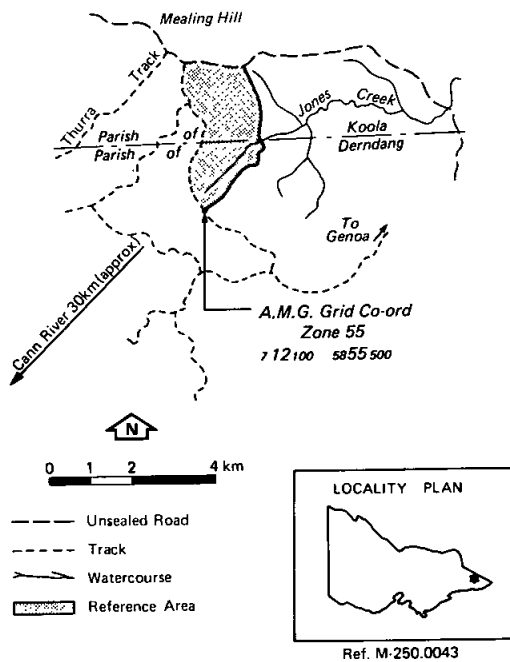 Mealing Hill
Thurra Track
Jones Creek
Parish of Koola
Parish of Derndang
To
Genoa
Cann River 30km (approx)
A.M.G. Grid Co-ord
Zone 55
712100 5855500
N
0 1 2 4 km
Unsealed Road
Track
Watercourse
Reference Area
LOCALITY PLAN
*
Ref. M·250.0043